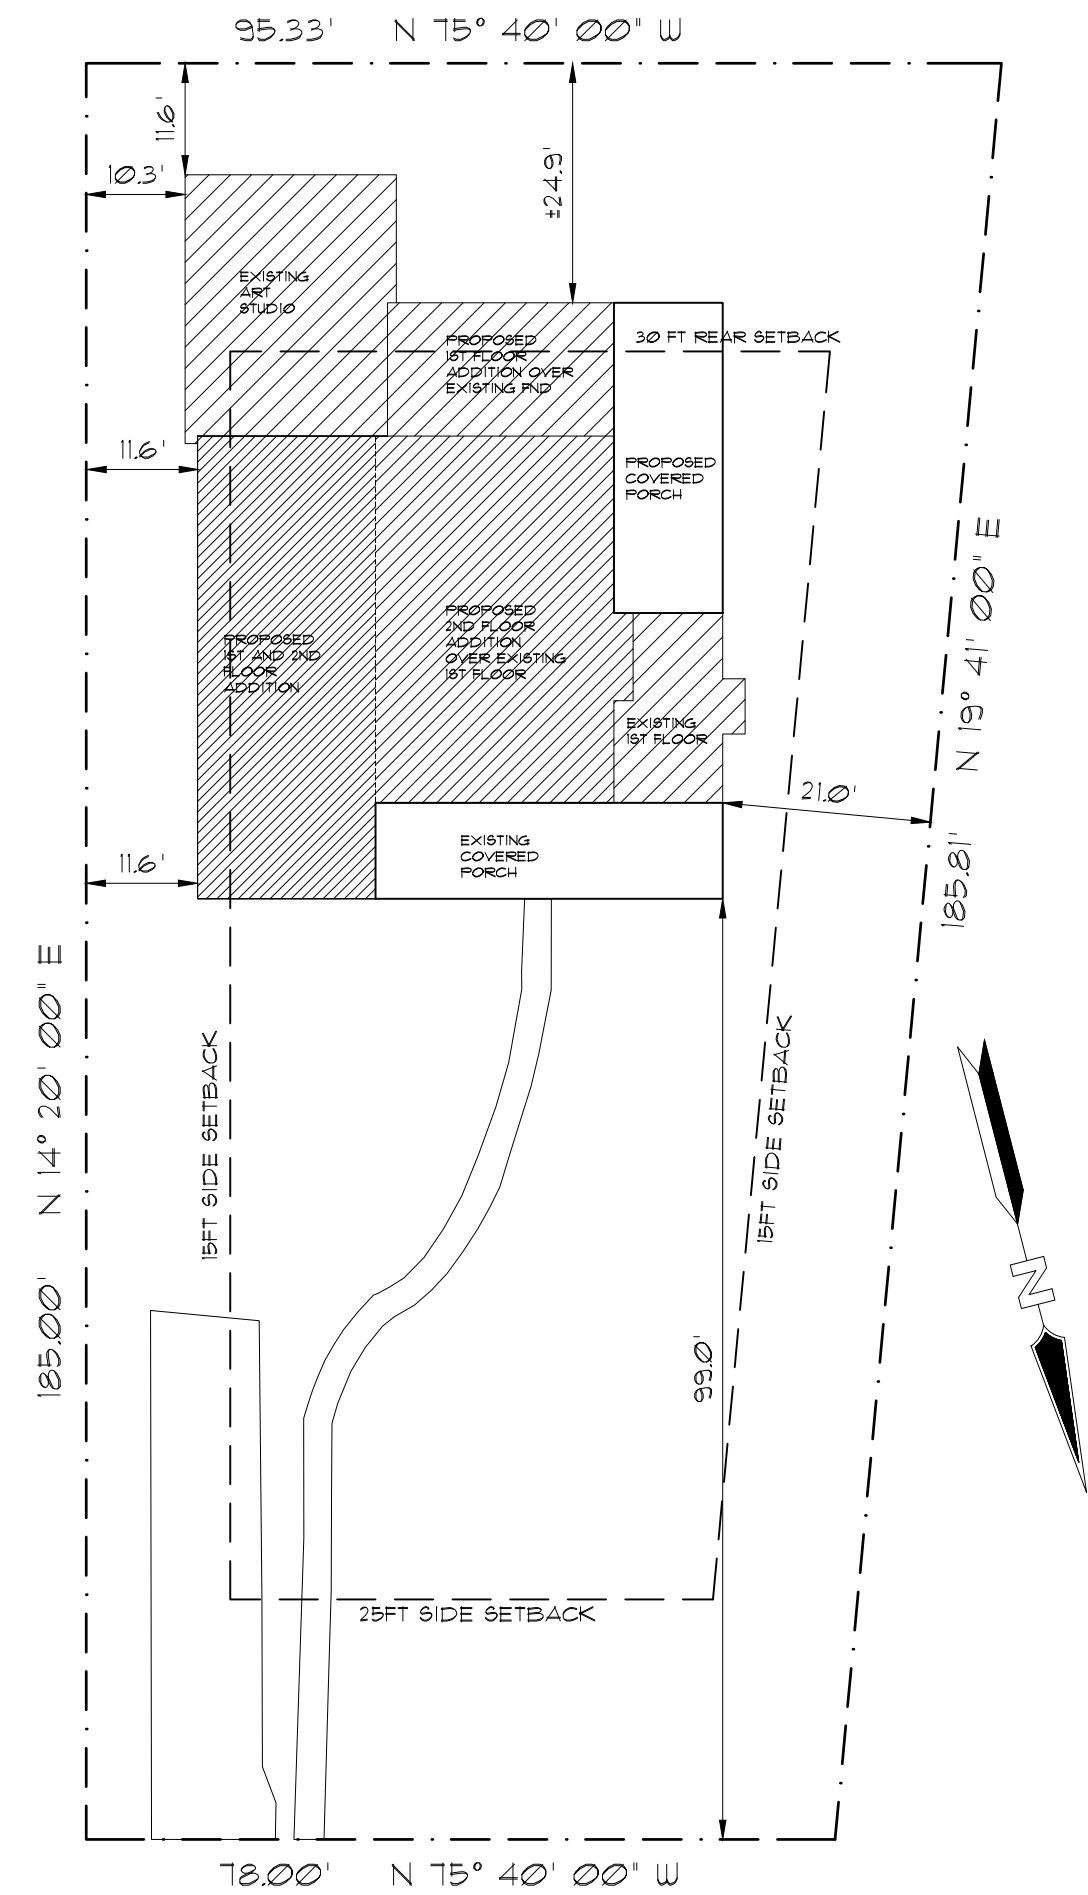 95.33' N 75° 40' 00" W
11.6'
10.3'
±24.9'
EXISTING
ART
STUDIO
30 FT REAR SETBACK
PROPOSED
1ST FLOOR
ADDITION OVER
EXISTING FND
11.6'
PROPOSED
COVERED
PORCH
N 19° 41' 00" E
185.81'
PROPOSED
2ND FLOOR
ADDITION
OVER EXISTING
1ST FLOOR
PROPOSED
1ST AND 2ND
FLOOR
ADDITION
EXISTING
1ST FLOOR
21.0'
EXISTING
COVERED
PORCH
11.6'
185.00' N 14° 20' 00" E
15FT SIDE SETBACK
15FT SIDE SETBACK
N
99.0'
25FT SIDE SETBACK
78.00' N 75° 40' 00" W